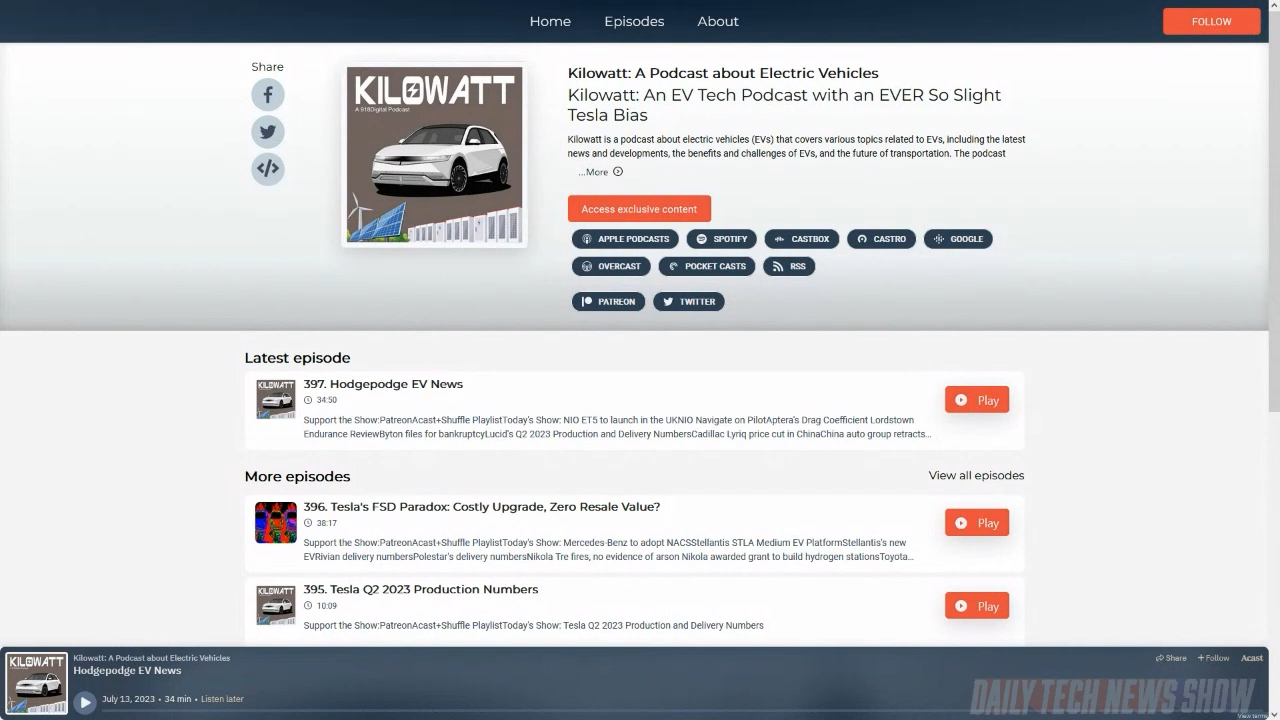 Home Episodes About FOLLOW
Share
KILOWATT
A 918Digital Podcast
Kilowatt: A Podcast about Electric Vehicles
Kilowatt: An EV Tech Podcast with an EVER So Slight
Tesla Bias
Kilowatt is a podcast about electric vehicles (EVs) that covers various topics related to EVs, including the latest
news and developments, the benefits and challenges of EVs, and the future of transportation. The podcast
...More
Access exclusive content
APPLE PODCASTS SPOTIFY CASTBOX CASTRO GOOGLE
OVERCAST POCKET CASTS RSS
PATREON TWITTER
Latest episode
KILOWATT
397. Hodgepodge EV News
34:50
Support the Show:PatreonAcast+Shuffle PlaylistToday's Show: NIO ET5 to launch in the UKNIO Navigate on PilotAptera's Drag Coefficient Lordstown
Endurance ReviewByton files for bankruptcyLucid's Q2 2023 Production and Delivery NumbersCadillac Lyriq price cut in ChinaChina auto group retracts...
Play
More episodes
View all episodes
396. Tesla's FSD Paradox: Costly Upgrade, Zero Resale Value?
38:17
Support the Show:PatreonAcast+Shuffle PlaylistToday's Show: Mercedes-Benz to adopt NACSStellantis STLA Medium EV PlatformStellantis's new
EVRivian delivery numbersPolestar's delivery numbersNikola Tre fires, no evidence of arson Nikola awarded grant to build hydrogen stationsToyota...
Play
KILOWATT
395. Tesla Q2 2023 Production Numbers
10:09
Support the Show:PatreonAcast+Shuffle PlaylistToday's Show: Tesla Q2 2023 Production and Delivery Numbers
Play
KILOWATT
Kilowatt: A Podcast about Electric Vehicles
Hodgepodge EV News
July 13, 2023 • 34 min • Listen later
Share + Follow Acast
DAILY TECH NEWS SHOW
View terms